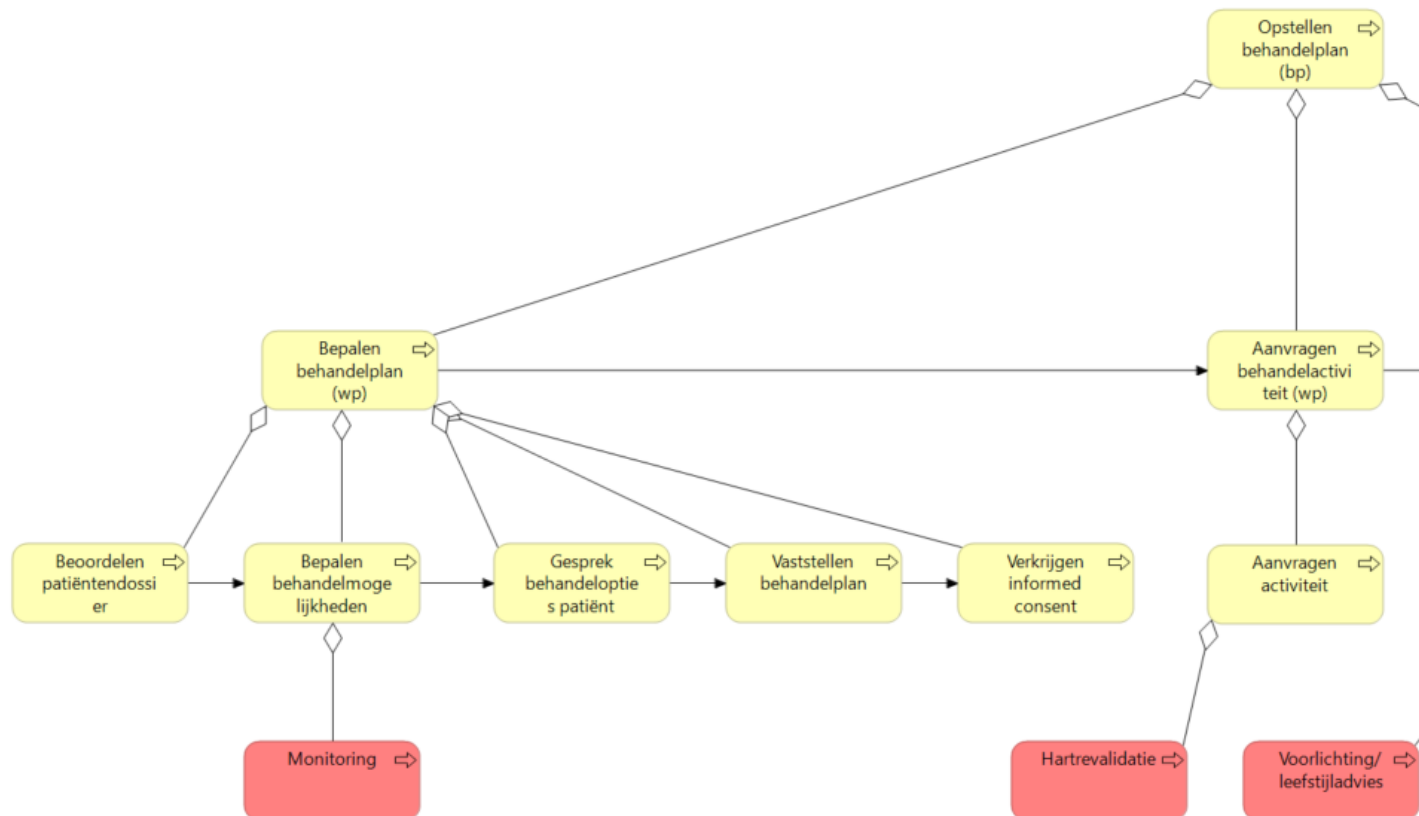 Opstellen
behandelplan
(bp)
Bepalen
behandelplan
(wp)
Aanvragen
behandelactivi
teit (wp)
Beoordelen
patiëntendossi
er
Bepalen
behandelmoge
lijkheden
Gesprek
behandeloptie
s patiënt
Vaststellen
behandelplan
Verkrijgen
informed
consent
Aanvragen
activiteit
Monitoring
Hartrevalidatie
Voorlichting/
leefstijladvies